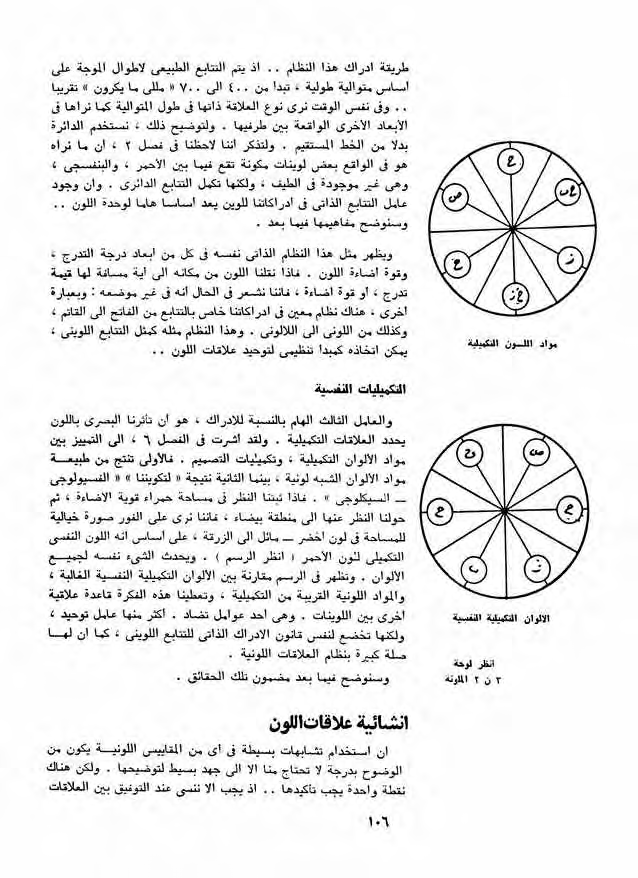 طريقة ادراك هذا النظام .. اذ يتم التتابع الطبيعى لاطوال الموجة على
اساس متوالية طولية ، تبدا من ٤٠٠ الى ٧٠٠ « مللى ما يكرون » تقريبا
.. وفى نفس الوقت نرى نوع العلاقة ذاتها فى طول المتوالية كما نراها فى
الأبعاد الأخرى الواقعة بين طرفيها . ولتوضيح ذلك ، نستخدم الدائرة
بدلا من الخط المستقيم . ولنذكر اننا لاحظنا فى فصل ٢ ، ان ما نراه
هو فى الواقع بعض لوينات مكونة تقع فيما بين الأحمر ، والبنفسجى ،
وهى غير موجودة فى الطيف ، ولكنها تكمل التتابع الدائرى . وان وجود
عامل التتابع الذاتى فى ادراكاتنا للوين يعد اساسا هاما لوحدة اللون ..
وسنوضح مفاهيمها فيما بعد .
ويظهر مثل هذا النظام الذاتى نفسه فى كل من ابعاد درجة التدرج ،
وقوة اضاءة اللون . فاذا نقلنا اللون من مكانه الى أية مسافة لها قيمة
تدرج ، او قوة اضاءة ، فاننا نشعر فى الحال انه فى غير موضعه : وبعبارة
اخرى ، هناك نظام معين فى ادراكاتنا خاص بالتتابع من الفاتح الى القاتم ،
وكذلك من اللونى الى اللالونى . وهذا النظام مثله كمثل التتابع اللوينى ،
يمكن اتخاذه كمبدا تنظيمى لتوحيد علاقات اللون ..
التكميليات النفسية
والعامل الثالث الهام بالنسبة للادراك ، هو ان تأثرنا البصرى باللون
يحدد العلاقات التكميلية . ولقد اشرت فى الفصل ٦ ، الى التمييز بين
مواد الالوان التكميلية ، وتكميليات التصميم . فالأولى تنتج من طبيعة
مواد الالوان الشبه لونية ، بينما الثانية نتيجة « لتكويننا » « الفسيولوجى
— السيكلوجى » . فاذا ثبتنا النظر فى مساحة حمراء قوية الاضاءة ، ثم
حولنا النظر عنها الى منطقة بيضاء ، فاننا نرى على الفور صورة خيالية
للمساحة فى لون اخضر — مائل الى الزرقة ، على اساس انه اللون النفسى
التكميلى للون الأحمر ( انظر الرسم ) . ويحدث الشىء نفسه لجميع
الألوان . وتظهر فى الرسم مقارنة بين الألوان التكميلية النفسية الغالبة ،
والمواد اللونية القريبة من التكميلية ، وتعطينا هذه الفكرة قاعدة علاقية
اخرى بين اللوينات . وهى احد عوامل تضاد . أكثر منها عامل توحيد ،
ولكنها تخضع لنفس قانون الادراك الذاتى للتتابع اللوينى ، كما ان لها
صلة كبيرة بنظام العلاقات اللونية .
وسنوضح فيما بعد مضمون تلك الحقائق .
انشائية علاقات اللون
ان استخدام تشابهات بسيطة فى اى من المقاييس اللونية يكون من
الوضوح بدرجة لا تحتاج منا الا الى جهد بسيط لتوضيحها . ولكن هناك
نقطة واحدة يجب تأكيدها .. اذ يجب الا ننسى عند التوفيق بين العلاقات
١٠٦
ح
ص
ز
مواد اللون التكميلية
ص
ح
ز
ب
الالوان التكميلية النفسية
انظر لوحة
٣ ن ٢ الملونة